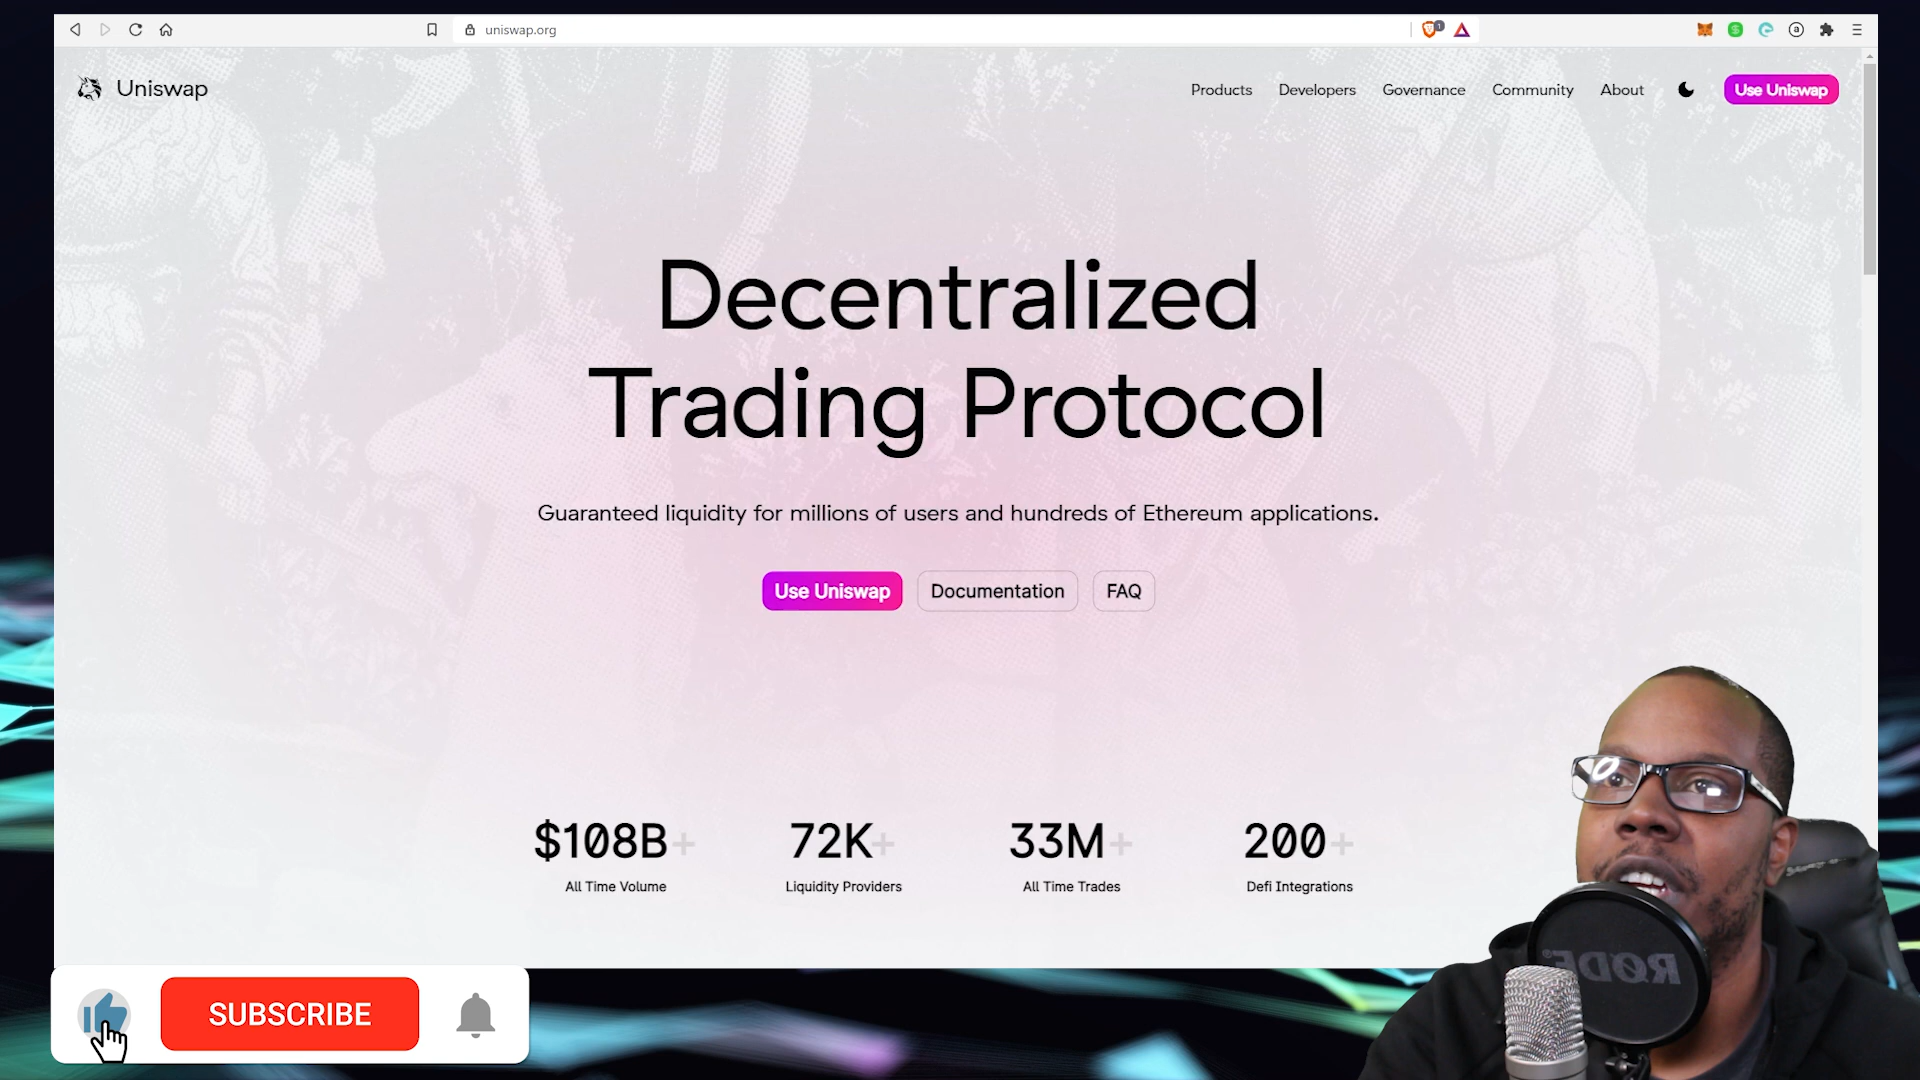 uniswap.org
1
Uniswap
Products
Developers
Governance
Community
About
Use Uniswap
Decentralized
Trading Protocol
Guaranteed liquidity for millions of users and hundreds of Ethereum applications.
Use Uniswap
Documentation
FAQ
$108B+
72K+
33M+
200+
All Time Volume
Liquidity Providers
All Time Trades
Defi Integrations
SUBSCRIBE
RØDE®